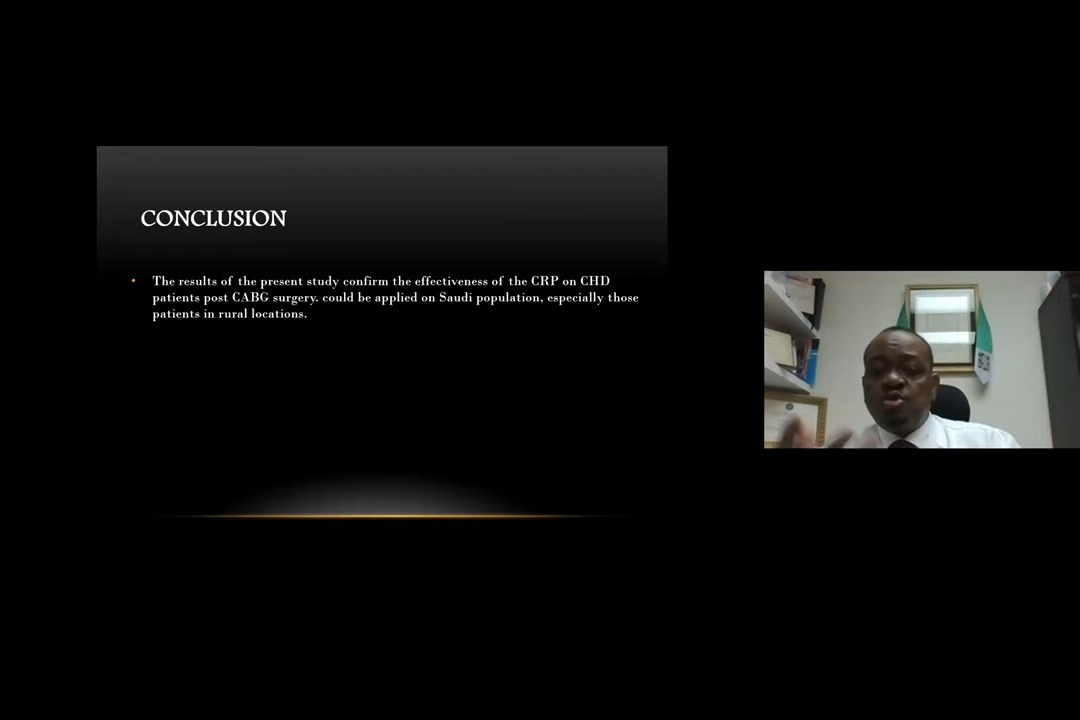 CONCLUSION
• The results of the present study confirm the effectiveness of the CRP on CHD
patients post CABG surgery. could be applied on Saudi population, especially those
patients in rural locations.